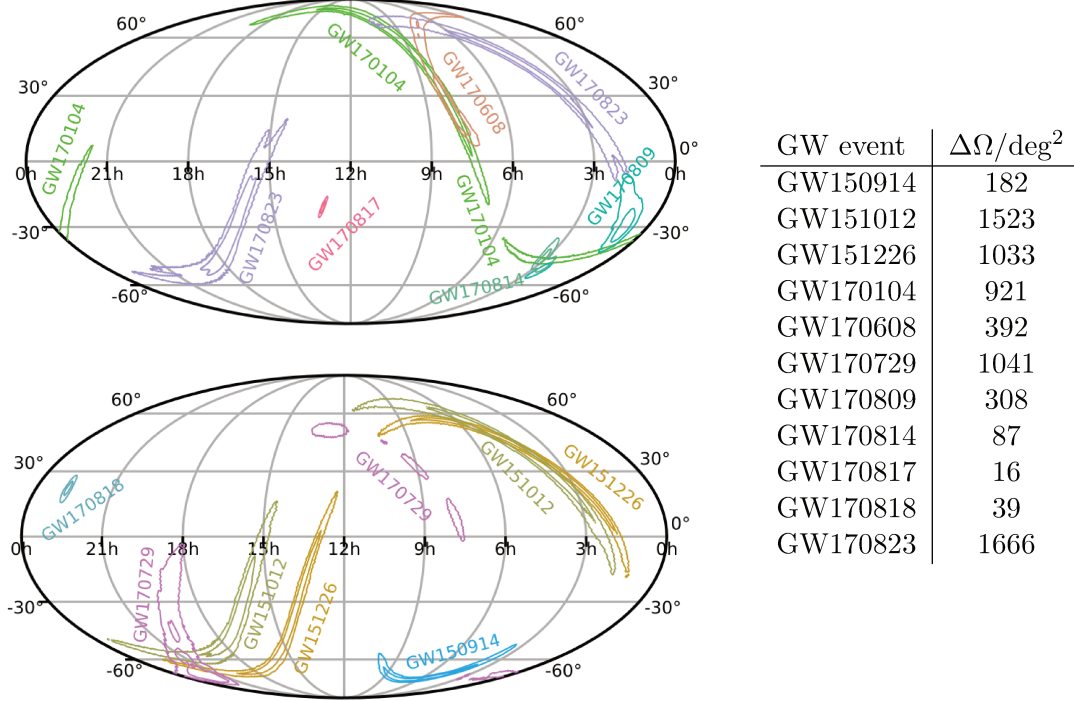 60°
60°
30°
30°
0°
0h
21h
18h
15h
12h
9h
6h
3h
0h
-30°
-30°
-60°
-60°
GW170104
GW170104
GW170608
GW170823
GW170809
GW170823
GW170817
GW170104
GW170814
60°
60°
30°
30°
0°
0h
21h
18h
15h
12h
9h
6h
3h
0h
-30°
-30°
-60°
-60°
GW170818
GW170729
GW151012
GW151226
GW170729
GW151012
GW151226
GW150914
GW event ΔΩ/deg²
GW150914 182
GW151012 1523
GW151226 1033
GW170104 921
GW170608 392
GW170729 1041
GW170809 308
GW170814 87
GW170817 16
GW170818 39
GW170823 1666